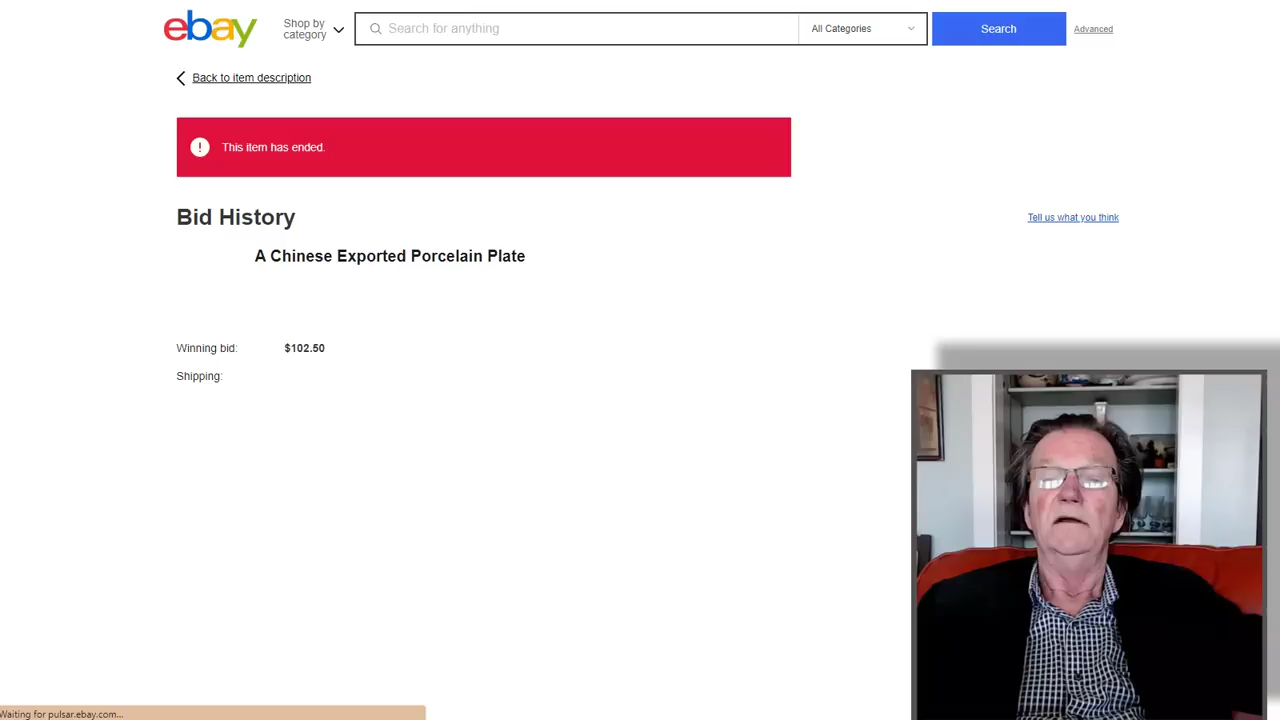 ebay
Shop by
category
Search for anything
All Categories
Search
Advanced
Back to item description
! This item has ended.
Bid History
Tell us what you think
A Chinese Exported Porcelain Plate
Winning bid: $102.50
Shipping:
Waiting for pulsar.ebay.com...